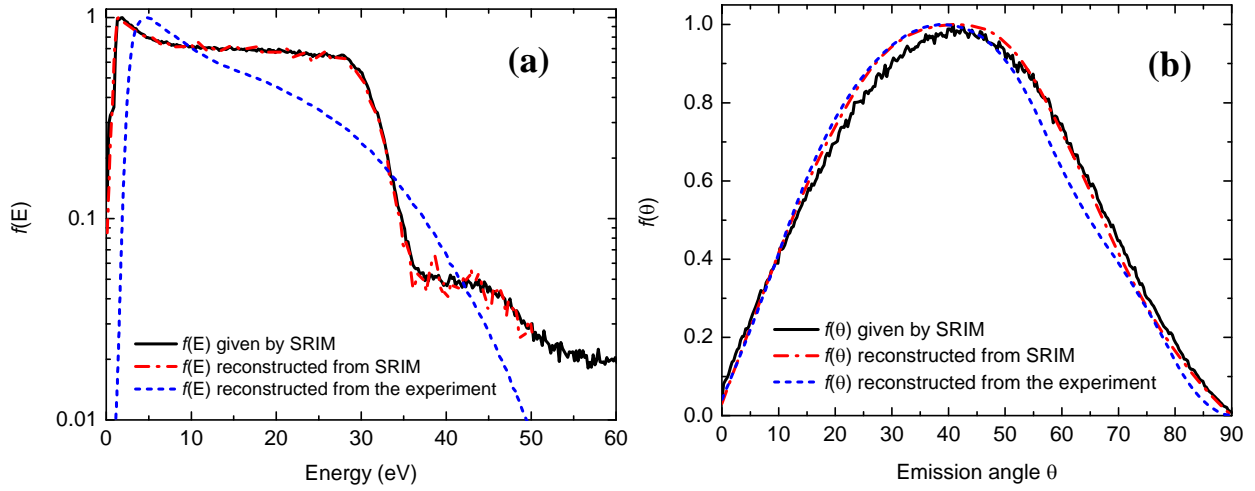 (a)
1
0.1
0.01
f(E)
f(E) given by SRIM
f(E) reconstructed from SRIM
f(E) reconstructed from the experiment
0 10 20 30 40 50 60
Energy (eV)
(b)
1.0
0.8
0.6
0.4
0.2
0.0
f(θ)
f(θ) given by SRIM
f(θ) reconstructed from SRIM
f(θ) reconstructed from the experiment
0 10 20 30 40 50 60 70 80 90
Emission angle θ